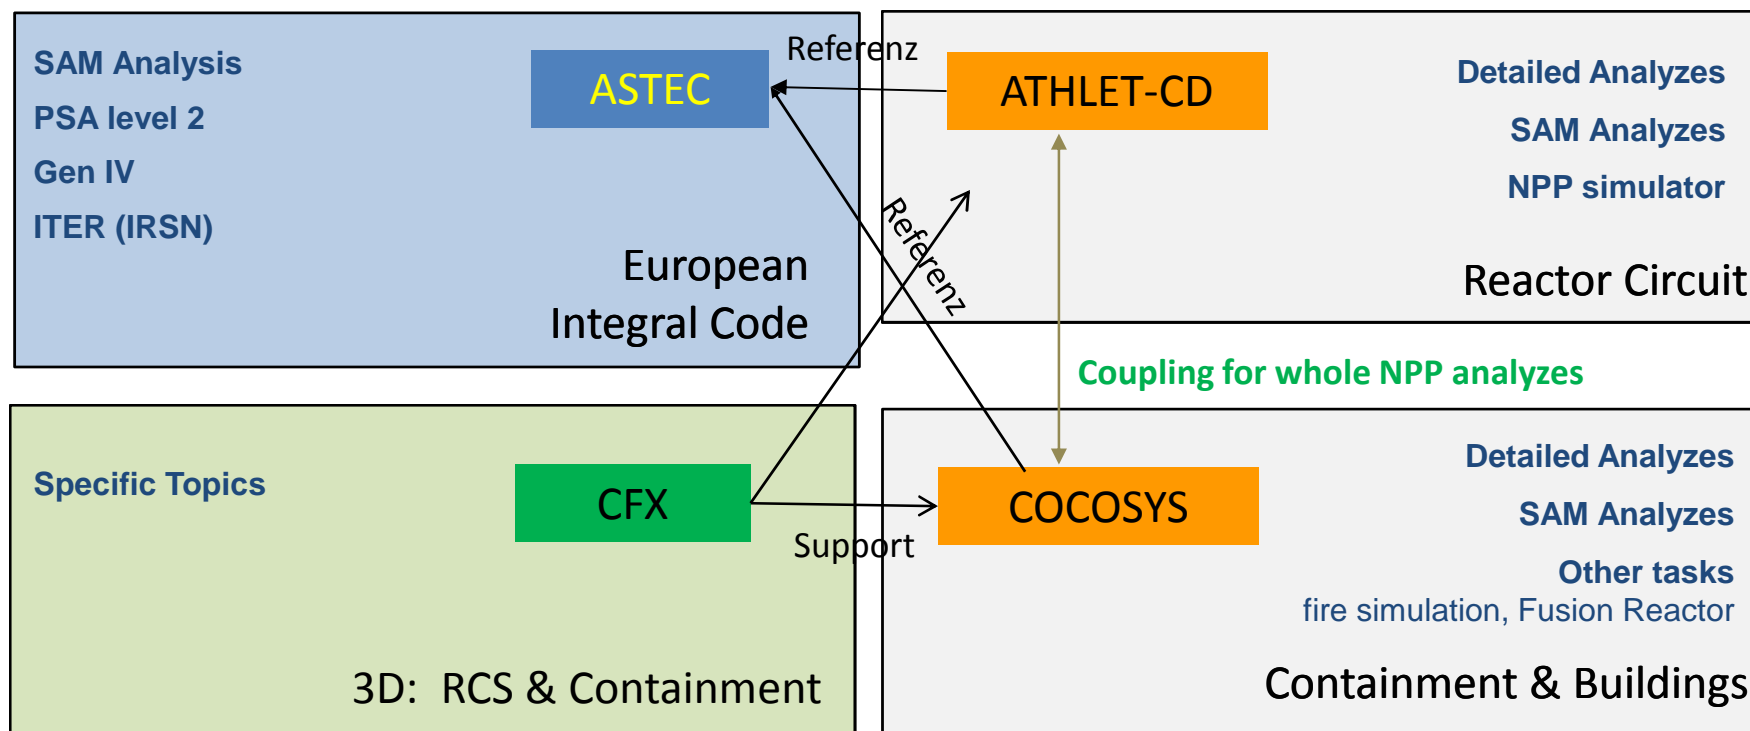 SAM Analysis
PSA level 2
Gen IV
ITER (IRSN)
ASTEC
European
Integral Code
Referenz
ATHLET-CD
Detailed Analyzes
SAM Analyzes
NPP simulator
Reactor Circuit
Referenz
Coupling for whole NPP analyzes
Specific Topics
CFX
3D: RCS & Containment
Support
COCOSYS
Detailed Analyzes
SAM Analyzes
Other tasks
fire simulation, Fusion Reactor
Containment & Buildings